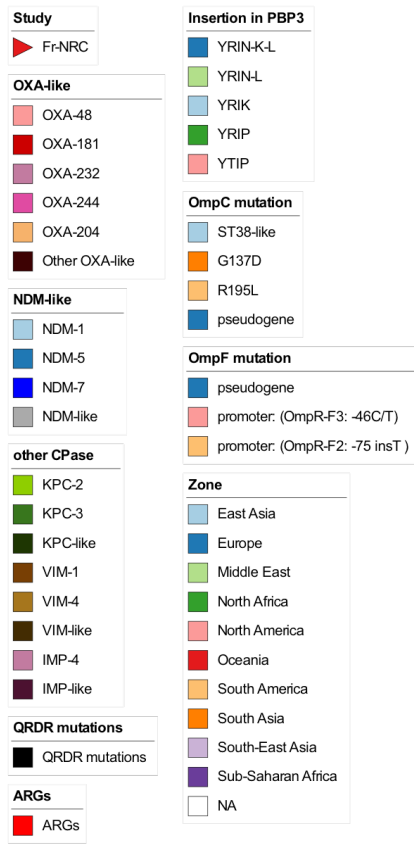 Study
Fr-NRC
OXA-like
OXA-48
OXA-181
OXA-232
OXA-244
OXA-204
Other OXA-like
NDM-like
NDM-1
NDM-5
NDM-7
NDM-like
other CPase
KPC-2
KPC-3
KPC-like
VIM-1
VIM-4
VIM-like
IMP-4
IMP-like
QRDR mutations
QRDR mutations
ARGs
ARGs
Insertion in PBP3
YRIN-K-L
YRIN-L
YRIK
YRIP
YTIP
OmpC mutation
ST38-like
G137D
R195L
pseudogene
OmpF mutation
pseudogene
promoter: (OmpR-F3: -46C/T)
promoter: (OmpR-F2: -75 insT )
Zone
East Asia
Europe
Middle East
North Africa
North America
Oceania
South America
South Asia
South-East Asia
Sub-Saharan Africa
NA